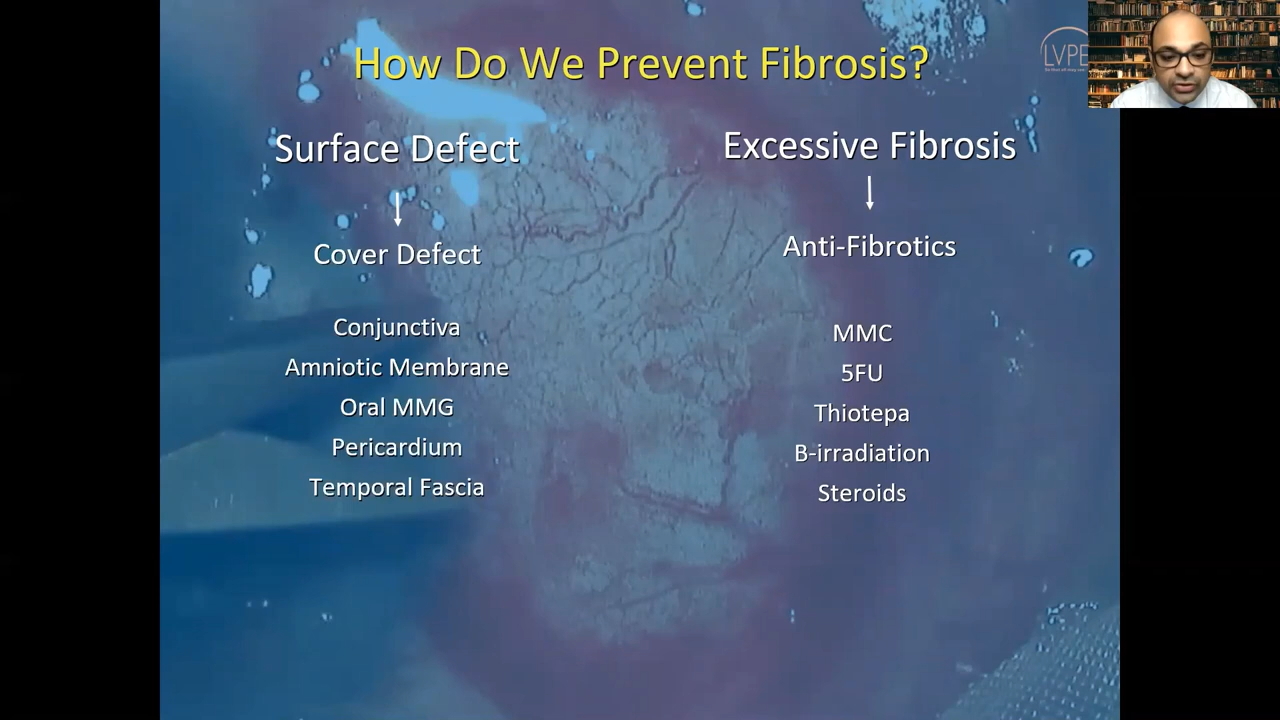 How Do We Prevent Fibrosis?
LVPE
Surface Defect
Cover Defect
Conjunctiva
Amniotic Membrane
Oral MMG
Pericardium
Temporal Fascia
Excessive Fibrosis
Anti-Fibrotics
MMC
5FU
Thiotepa
B-irradiation
Steroids